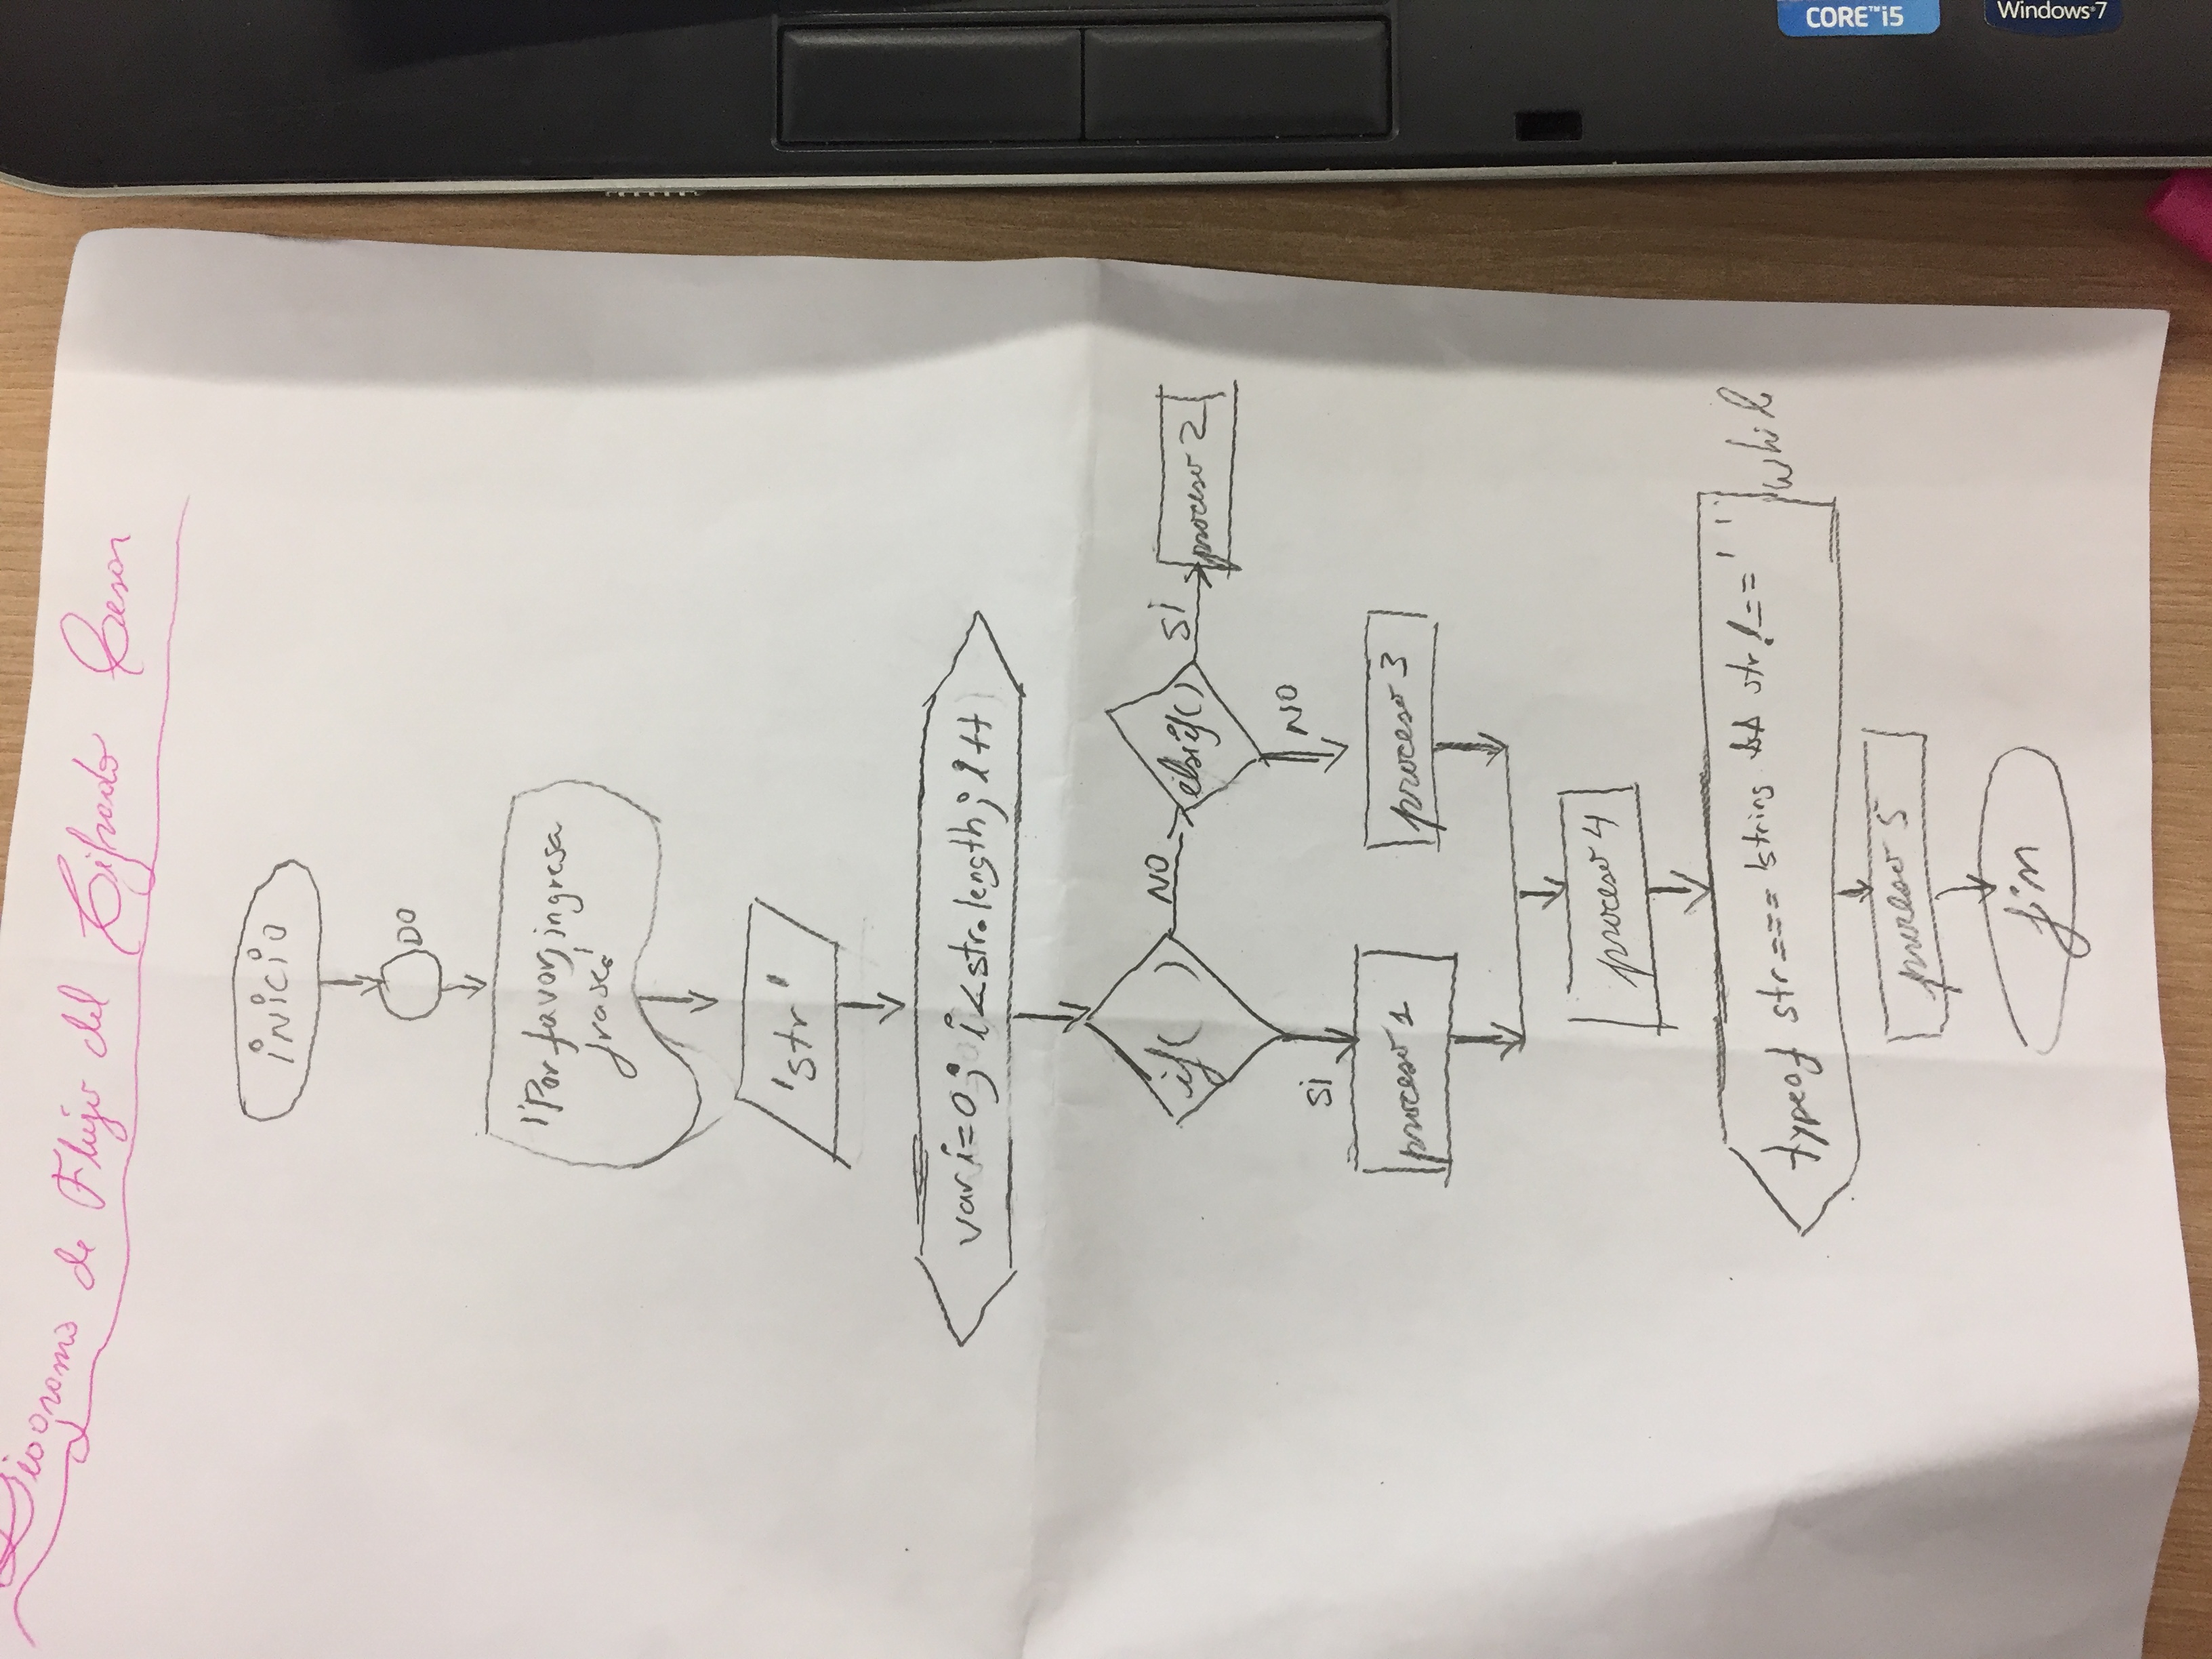 Diagrama de Flujo del Cifrado Cesar
inicio
DO
'Por favor, ingresa
frase.'
'str'
var i=0; i<str.length; i++
if( )
NO
elsif()
Si
proceso 2
Si
NO
proceso 1
proceso 3
proceso 4
typeof str === 'string && str !== ' '
while
proceso 5
fin
CORE™ i5
Windows® 7